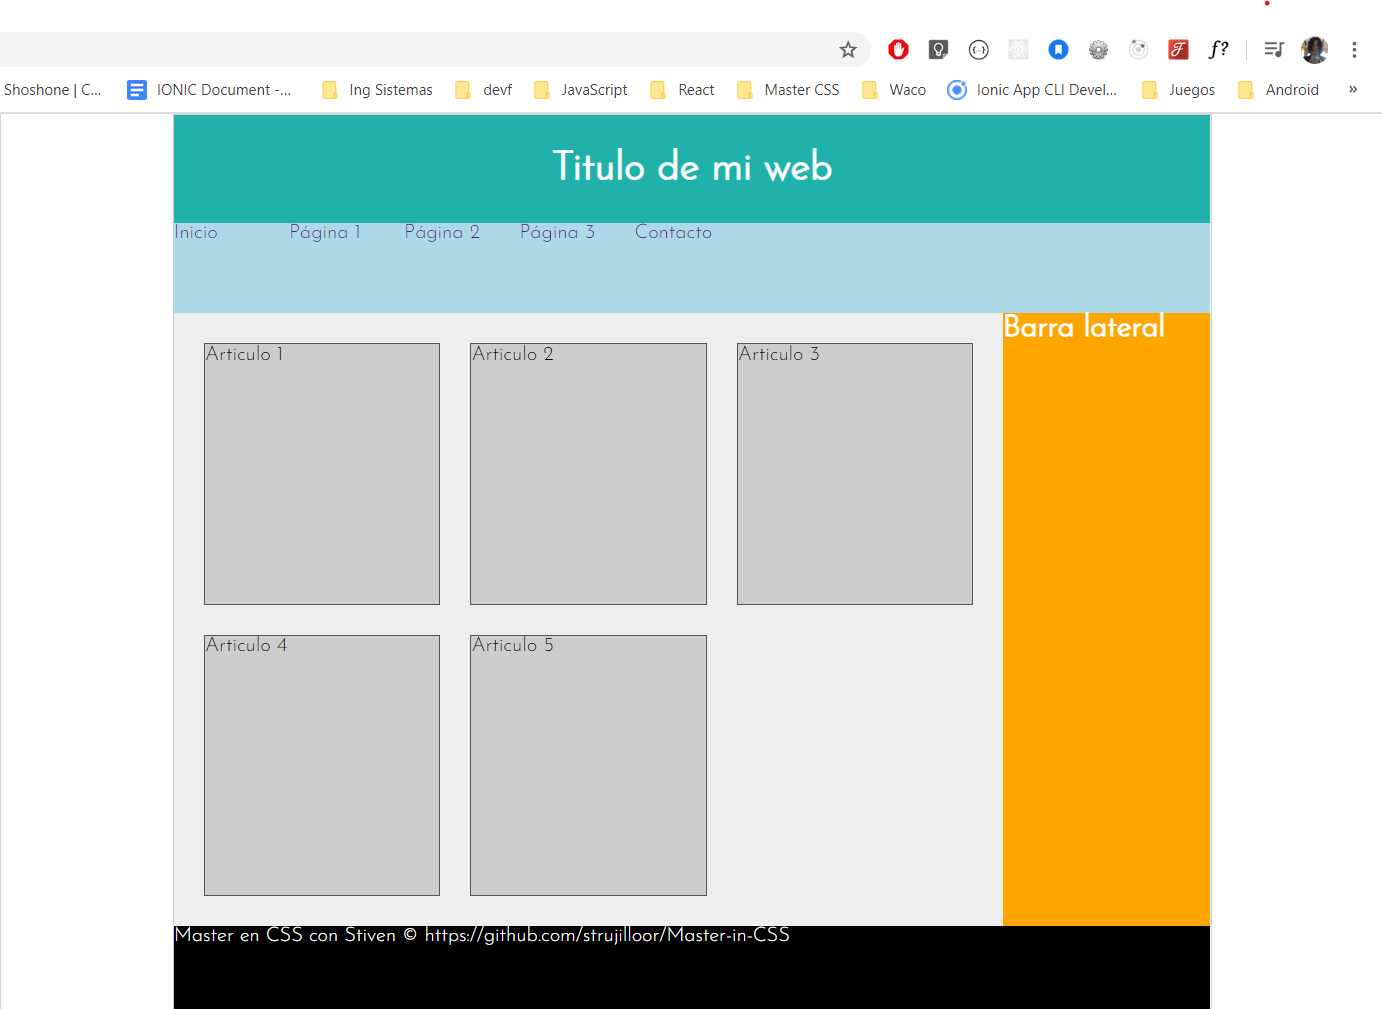 Shoshone | C... IONIC Document -... Ing Sistemas devf JavaScript React Master CSS Waco Ionic App CLI Devel... Juegos Android »
Titulo de mi web
Inicio Página 1 Página 2 Página 3 Contacto
Barra lateral
Articulo 1 Articulo 2 Articulo 3
Articulo 4 Articulo 5
Master en CSS con Stiven © https://github.com/strujilloor/Master-in-CSS